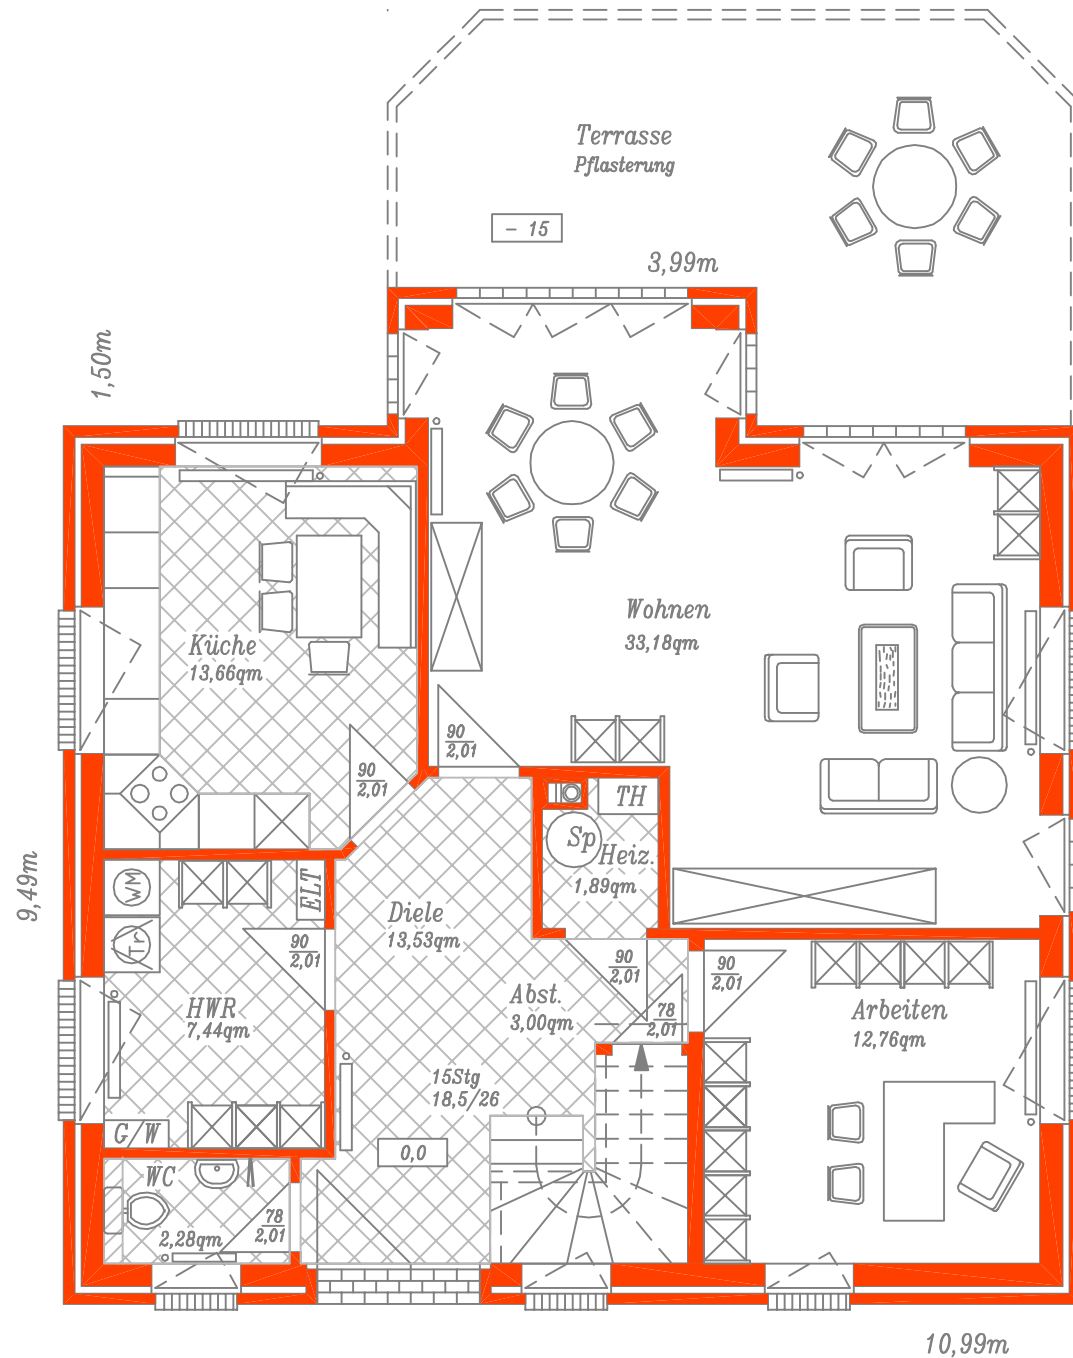 Terrasse
Pflasterung
- 15
3,99m
1,50m
Wohnen
33,18qm
Küche
13,66qm
90
2,01
90
2,01
TH
Sp
Heiz.
1,89qm
9,49m
WM
ELT
Tr
Diele
13,53qm
90
2,01
90
2,01
90
2,01
HWR
7,44qm
Abst.
3,00qm
78
2,01
Arbeiten
12,76qm
15Stg
18,5/26
G/W
0,0
WC
2,28qm
78
2,01
10,99m